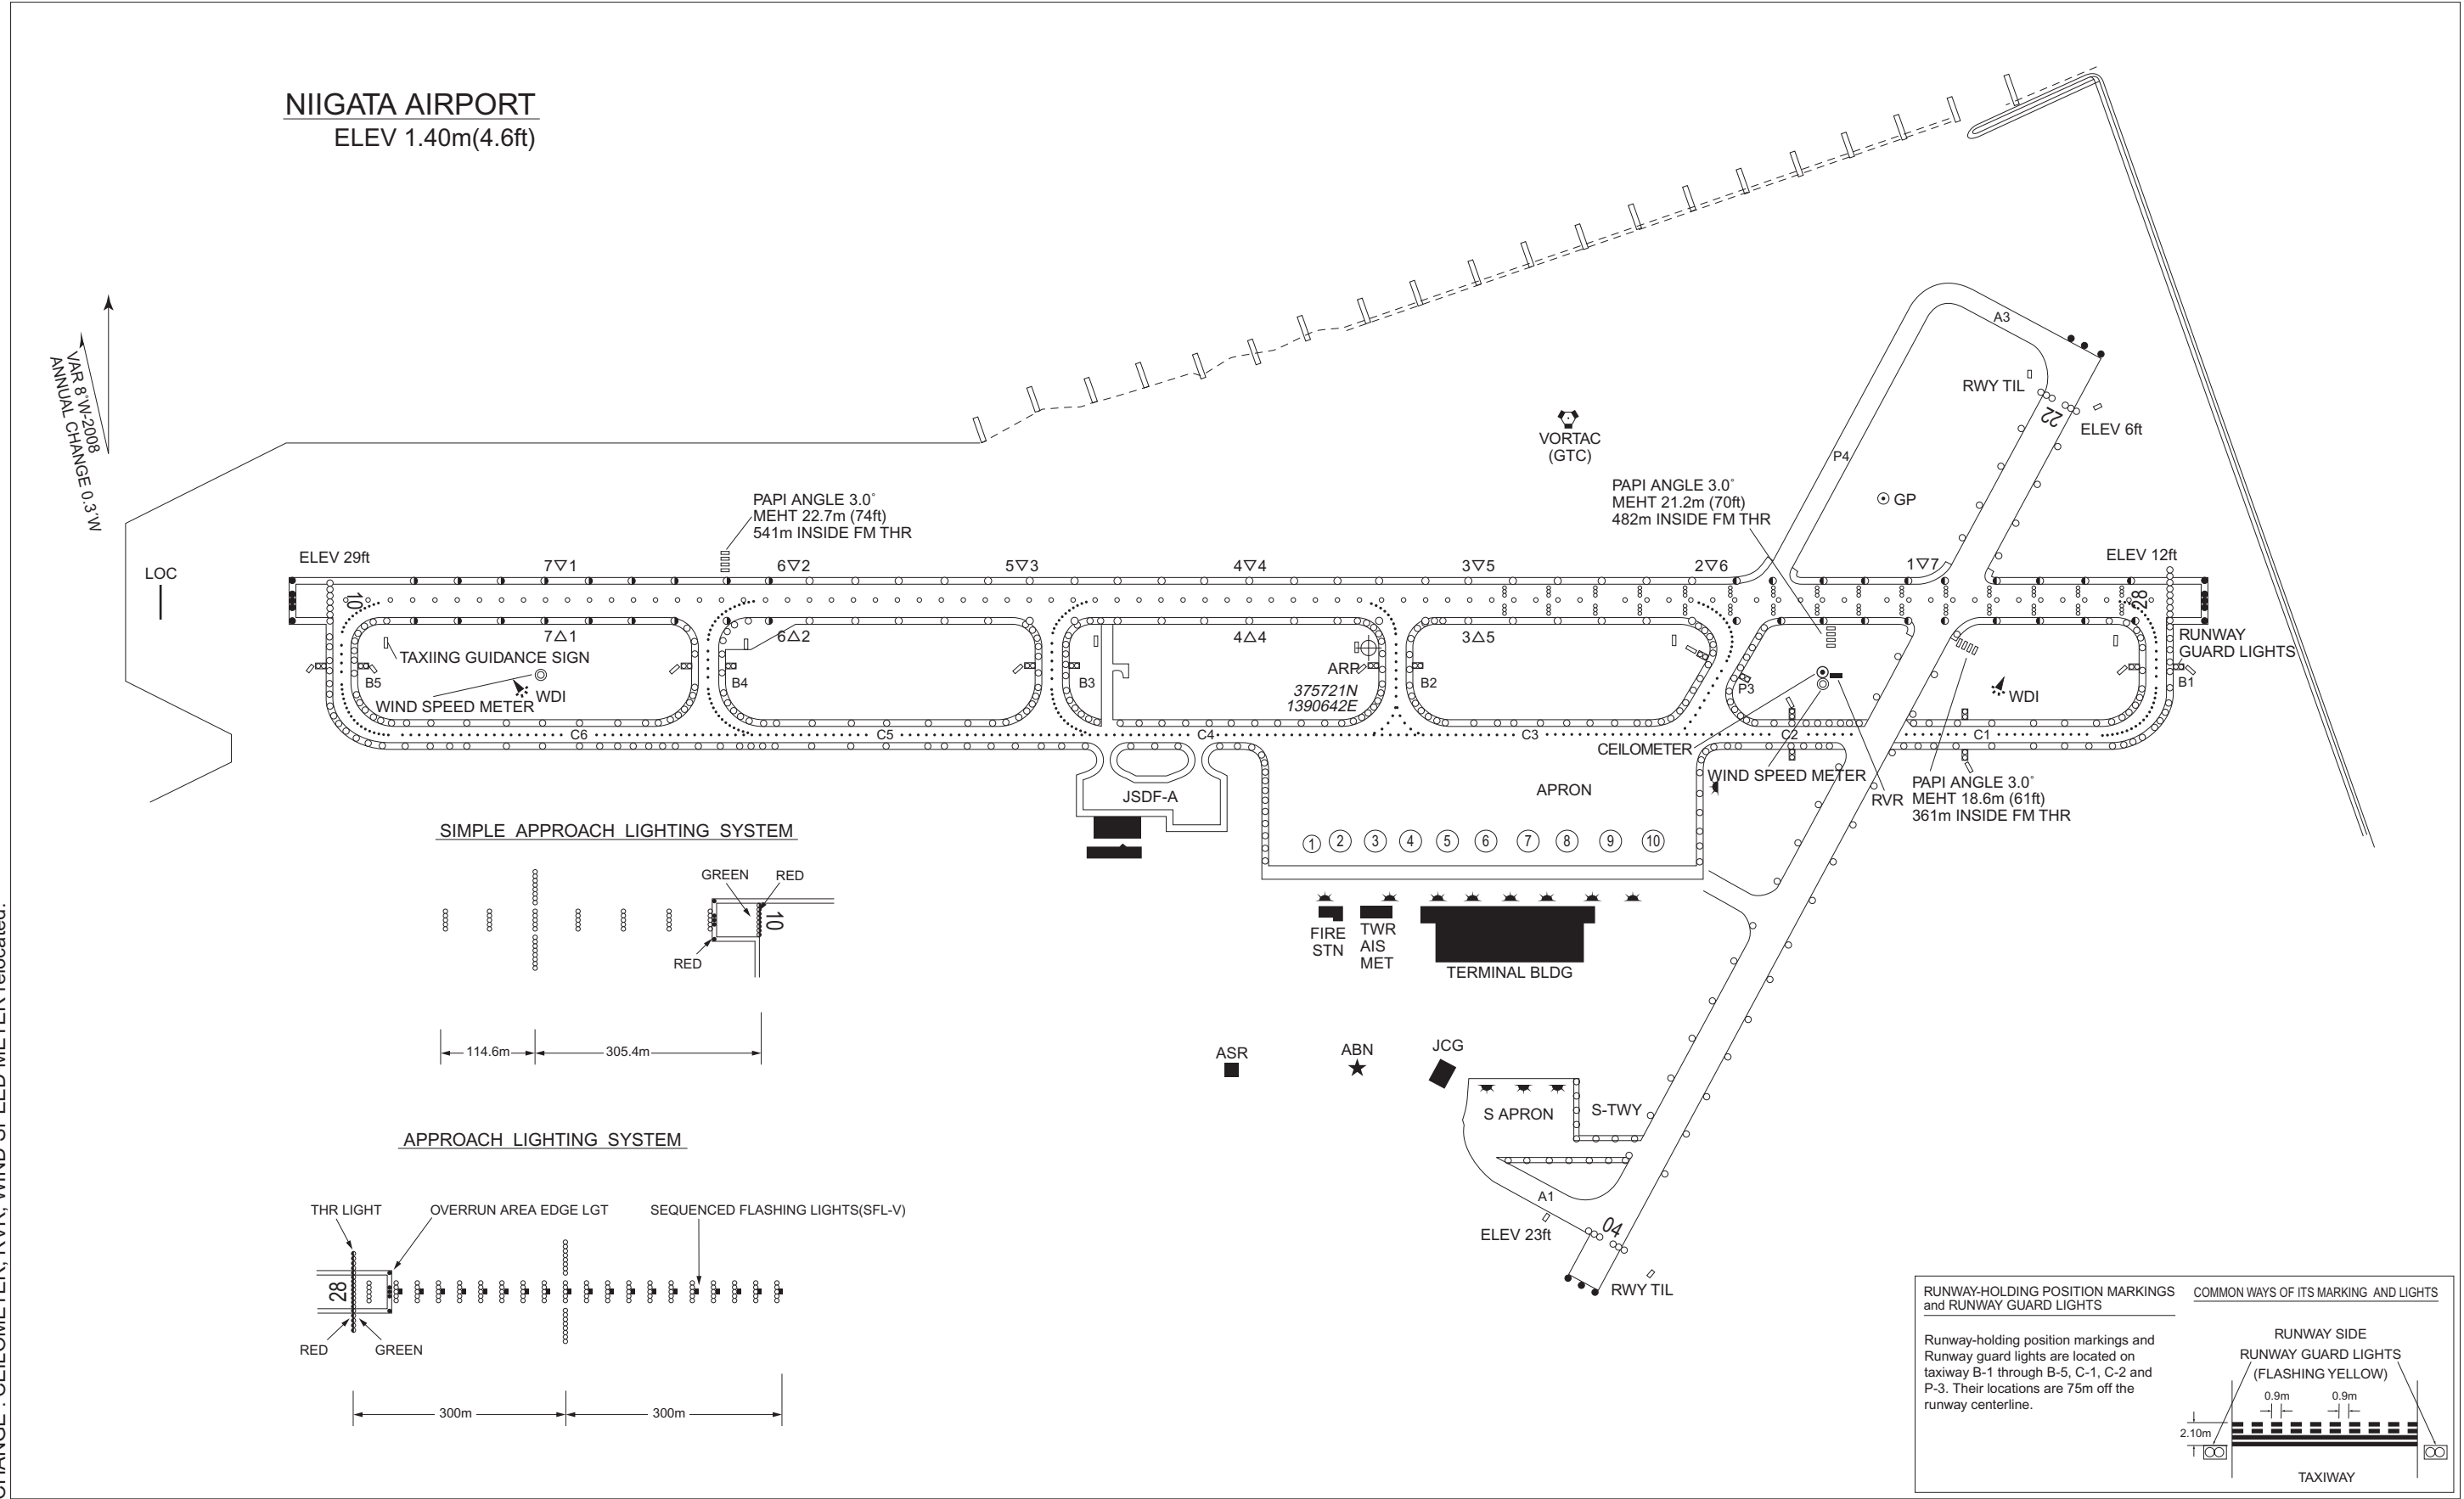 NIIGATA AIRPORT
ELEV 1.40m(4.6ft)
VAR 8°W-2008
ANNUAL CHANGE 0.3'W
VORTAC
(GTC)
A3
RWY TIL
22
ELEV 6ft
P4
GP
PAPI ANGLE 3.0°
MEHT 22.7m (74ft)
541m INSIDE FM THR
PAPI ANGLE 3.0°
MEHT 21.2m (70ft)
482m INSIDE FM THR
LOC
ELEV 29ft
7▽1
6▽2
5▽3
4▽4
3▽5
2▽6
1▽7
ELEV 12ft
10
28
7△1
6△2
4△4
3△5
RUNWAY
GUARD LIGHTS
TAXIING GUIDANCE SIGN
B5
B4
B3
ARP
B2
P3
B1
375721N
1390642E
WIND SPEED METER
WDI
WDI
C6
C5
C4
C3
C2
C1
CEILOMETER
WIND SPEED METER
RVR
PAPI ANGLE 3.0°
MEHT 18.6m (61ft)
361m INSIDE FM THR
JSDF-A
APRON
1 2 3 4 5 6 7 8 9 10
FIRE
STN
TWR
AIS
MET
TERMINAL BLDG
ASR
ABN
JCG
S APRON
S-TWY
A1
ELEV 23ft
04
RWY TIL
SIMPLE APPROACH LIGHTING SYSTEM
GREEN
RED
10
RED
114.6m
305.4m
APPROACH LIGHTING SYSTEM
THR LIGHT
OVERRUN AREA EDGE LGT
SEQUENCED FLASHING LIGHTS(SFL-V)
28
RED
GREEN
300m
300m
RUNWAY-HOLDING POSITION MARKINGS
and RUNWAY GUARD LIGHTS
Runway-holding position markings and
Runway guard lights are located on
taxiway B-1 through B-5, C-1, C-2 and
P-3. Their locations are 75m off the
runway centerline.
COMMON WAYS OF ITS MARKING AND LIGHTS
RUNWAY SIDE
RUNWAY GUARD LIGHTS
(FLASHING YELLOW)
0.9m
0.9m
2.10m
TAXIWAY
CHANGE : CEILOMETER, RVR, WIND SPEED METER relocated.